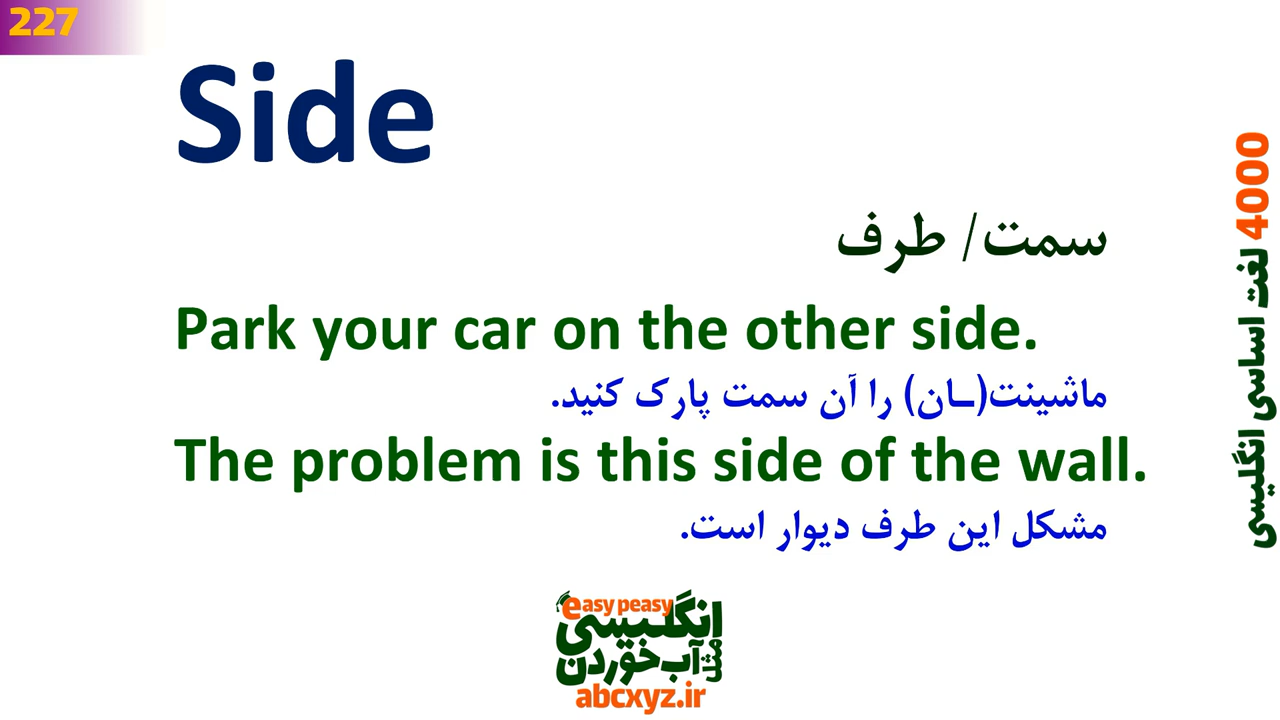 227
Side
سمت/ طرف
Park your car on the other side.
ماشینت(ـان) را آن سمت پارک کنید.
The problem is this side of the wall.
مشکل این طرف دیوار است.
4000 لغت اساسی انگلیسی
easy peasy
انگلیسی
مثل آب خوردن
abcxyz.ir